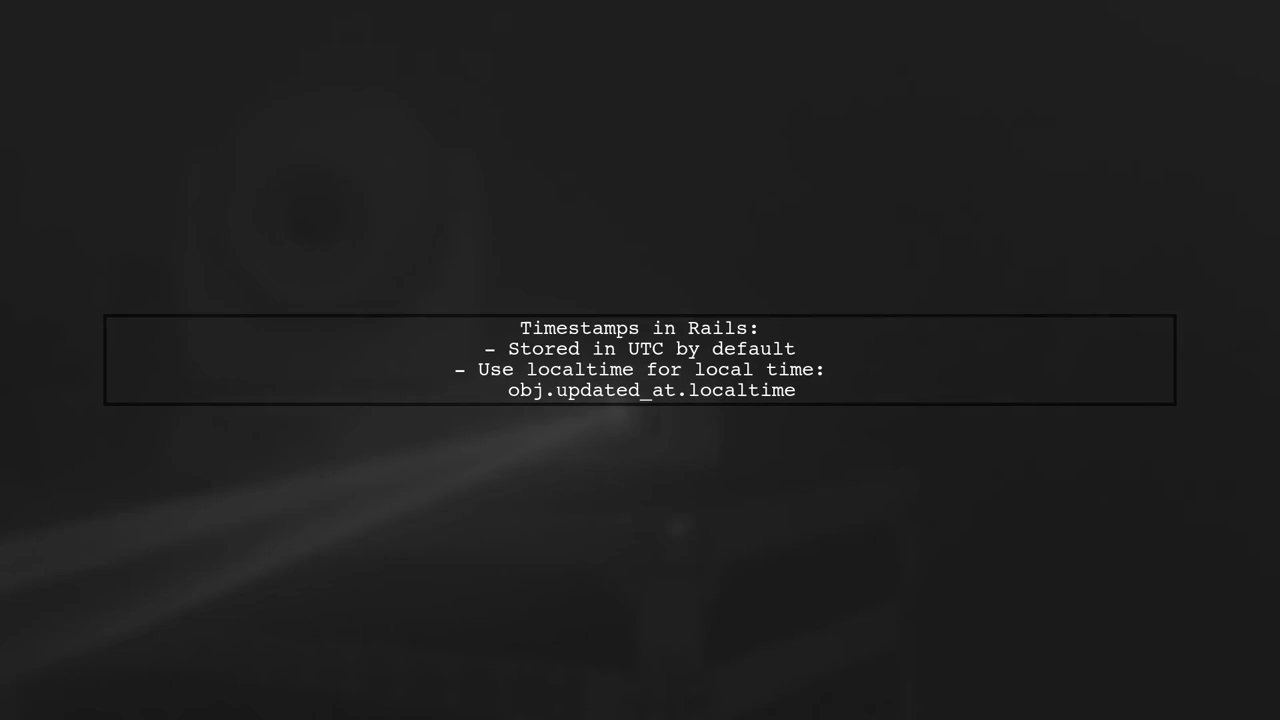 Timestamps in Rails:
- Stored in UTC by default
- Use localtime for local time:
obj.updated_at.localtime